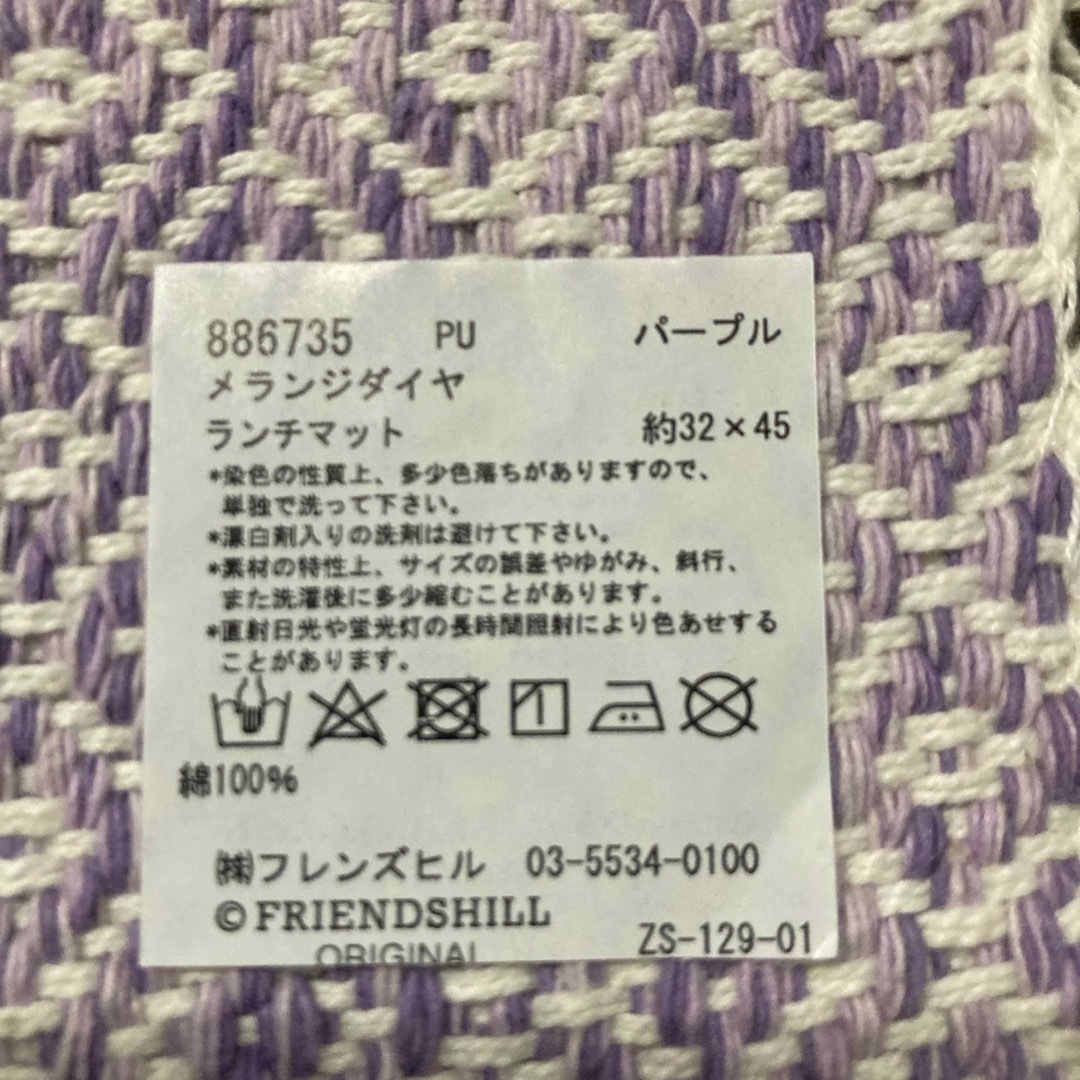 886735 PU パープル
メランジダイヤ
ランチマット 約32×45
*染色の性質上、多少色落ちがありますので、
単独で洗って下さい。
*漂白剤入りの洗剤は避けて下さい。
*素材の特性上、サイズの誤差やゆがみ、斜行、
また洗濯後に多少縮むことがあります。
*直射日光や蛍光灯の長時間照射により色あせする
ことがあります。
綿100%
㈱フレンズヒル 03-5534-0100
©FRIENDSHILL
ORIGINAL ZS-129-01